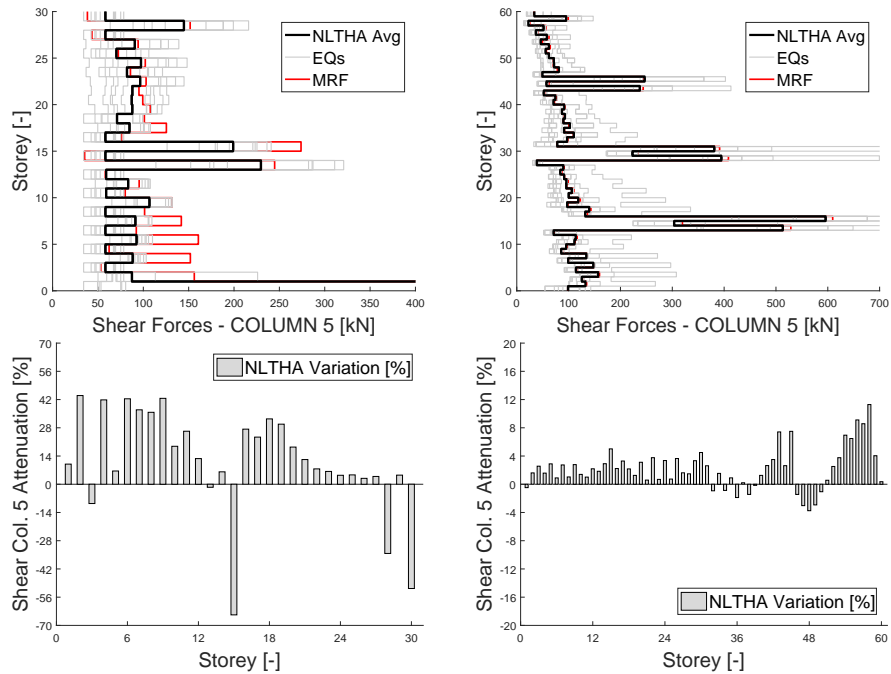 30
25
20
15
10
5
0
Storey [-]
NLTHA Avg
EQs
MRF
0 50 100 150 200 250 300 350 400
Shear Forces - COLUMN 5 [kN]
60
50
40
30
20
10
0
Storey [-]
NLTHA Avg
EQs
MRF
0 100 200 300 400 500 600 700
Shear Forces - COLUMN 5 [kN]
70
56
42
28
14
0
-14
-28
-42
-56
-70
Shear Col. 5 Attenuation [%]
NLTHA Variation [%]
0 6 12 18 24 30
Storey [-]
20
16
12
8
4
0
-4
-8
-12
-16
-20
Shear Col. 5 Attenuation [%]
NLTHA Variation [%]
0 12 24 36 48 60
Storey [-]